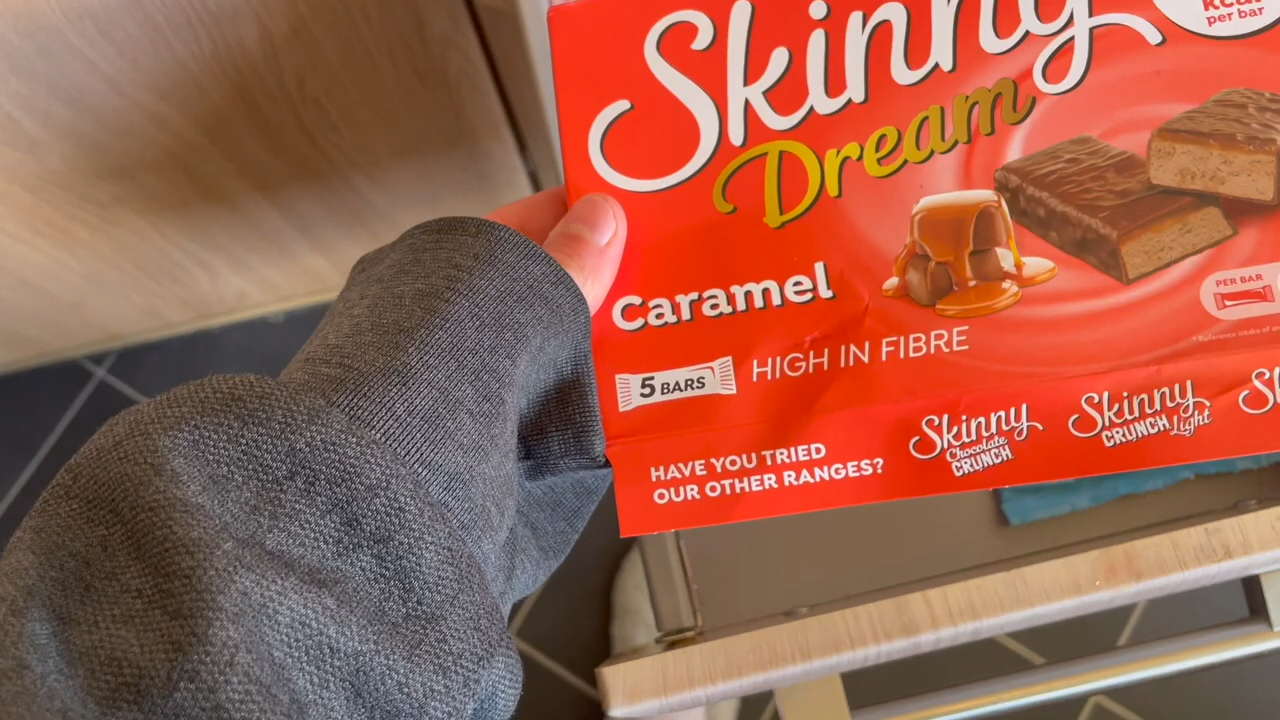 Skinny
kcal
per bar
Dream
Caramel
PER BAR
5 BARS
HIGH IN FIBRE
HAVE YOU TRIED
OUR OTHER RANGES?
Skinny
Chocolate
CRUNCH
Skinny
CRUNCH Light